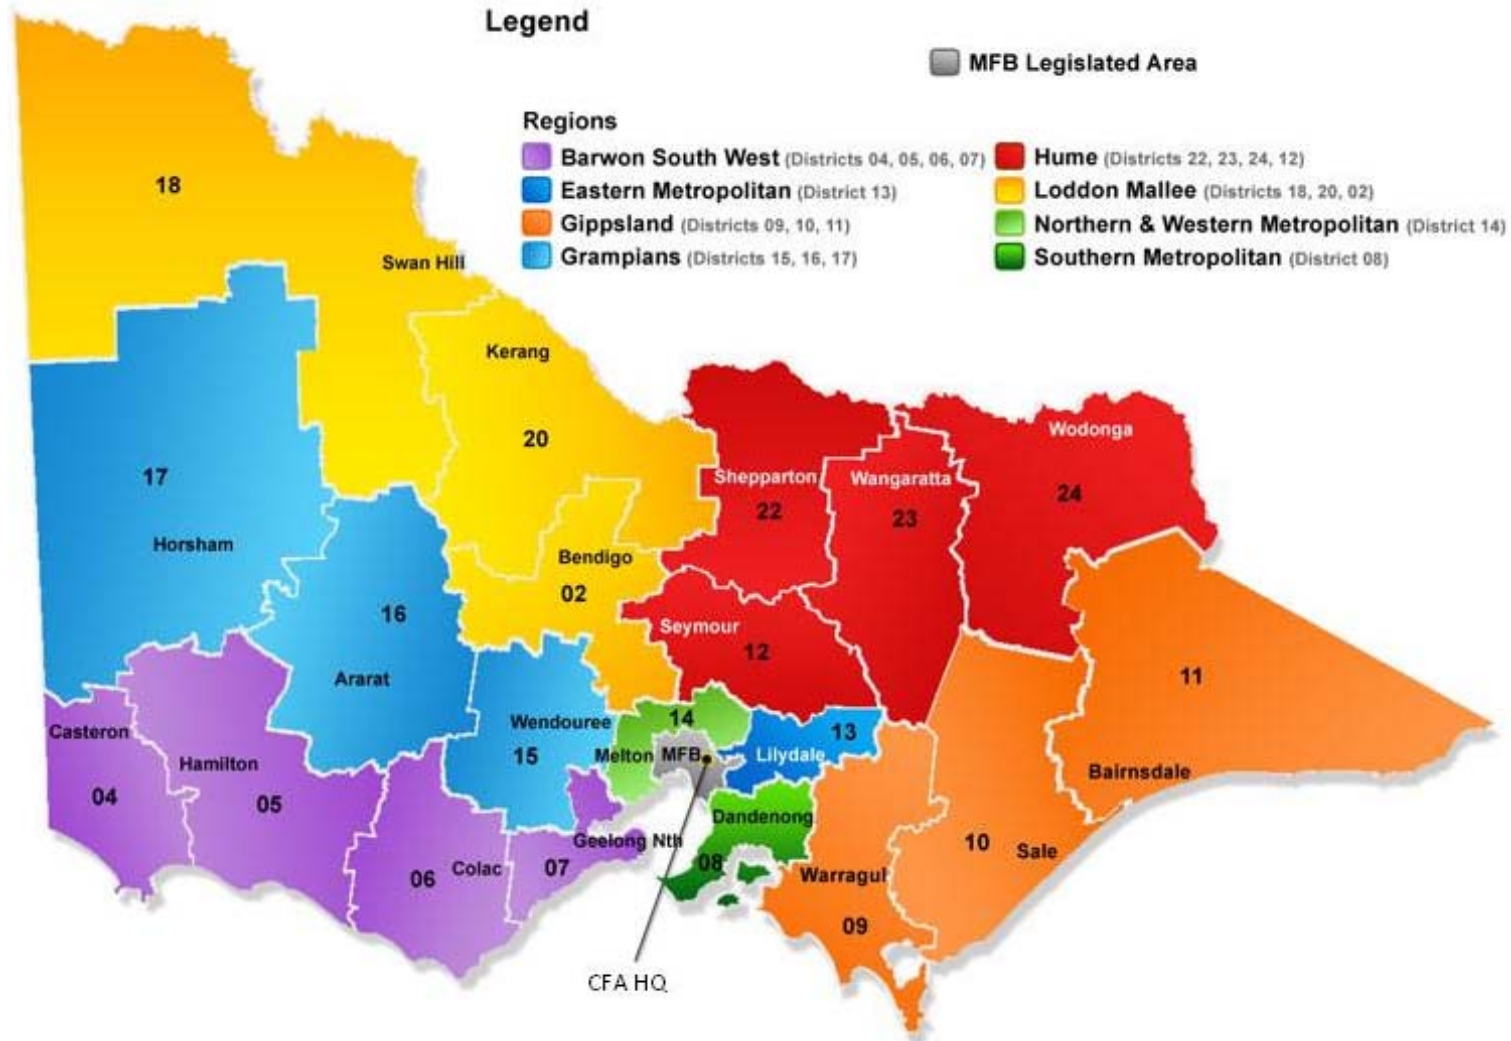 Legend
MFB Legislated Area
Regions
Barwon South West (Districts 04, 05, 06, 07)
Eastern Metropolitan (District 13)
Gippsland (Districts 09, 10, 11)
Grampians (Districts 15, 16, 17)
Hume (Districts 22, 23, 24, 12)
Loddon Mallee (Districts 18, 20, 02)
Northern & Western Metropolitan (District 14)
Southern Metropolitan (District 08)
18
Swan Hill
Kerang
20
17
Horsham
Bendigo
02
Shepparton
22
Wangaratta
23
Wodonga
24
Seymour
12
16
Ararat
11
Bairnsdale
Casteron
04
Hamilton
05
Wendouree
15
14
Melton
MFB
13
Lilydale
Dandenong
08
Geelong Nth
07
06
Colac
10
Sale
Warragul
09
CFA HQ